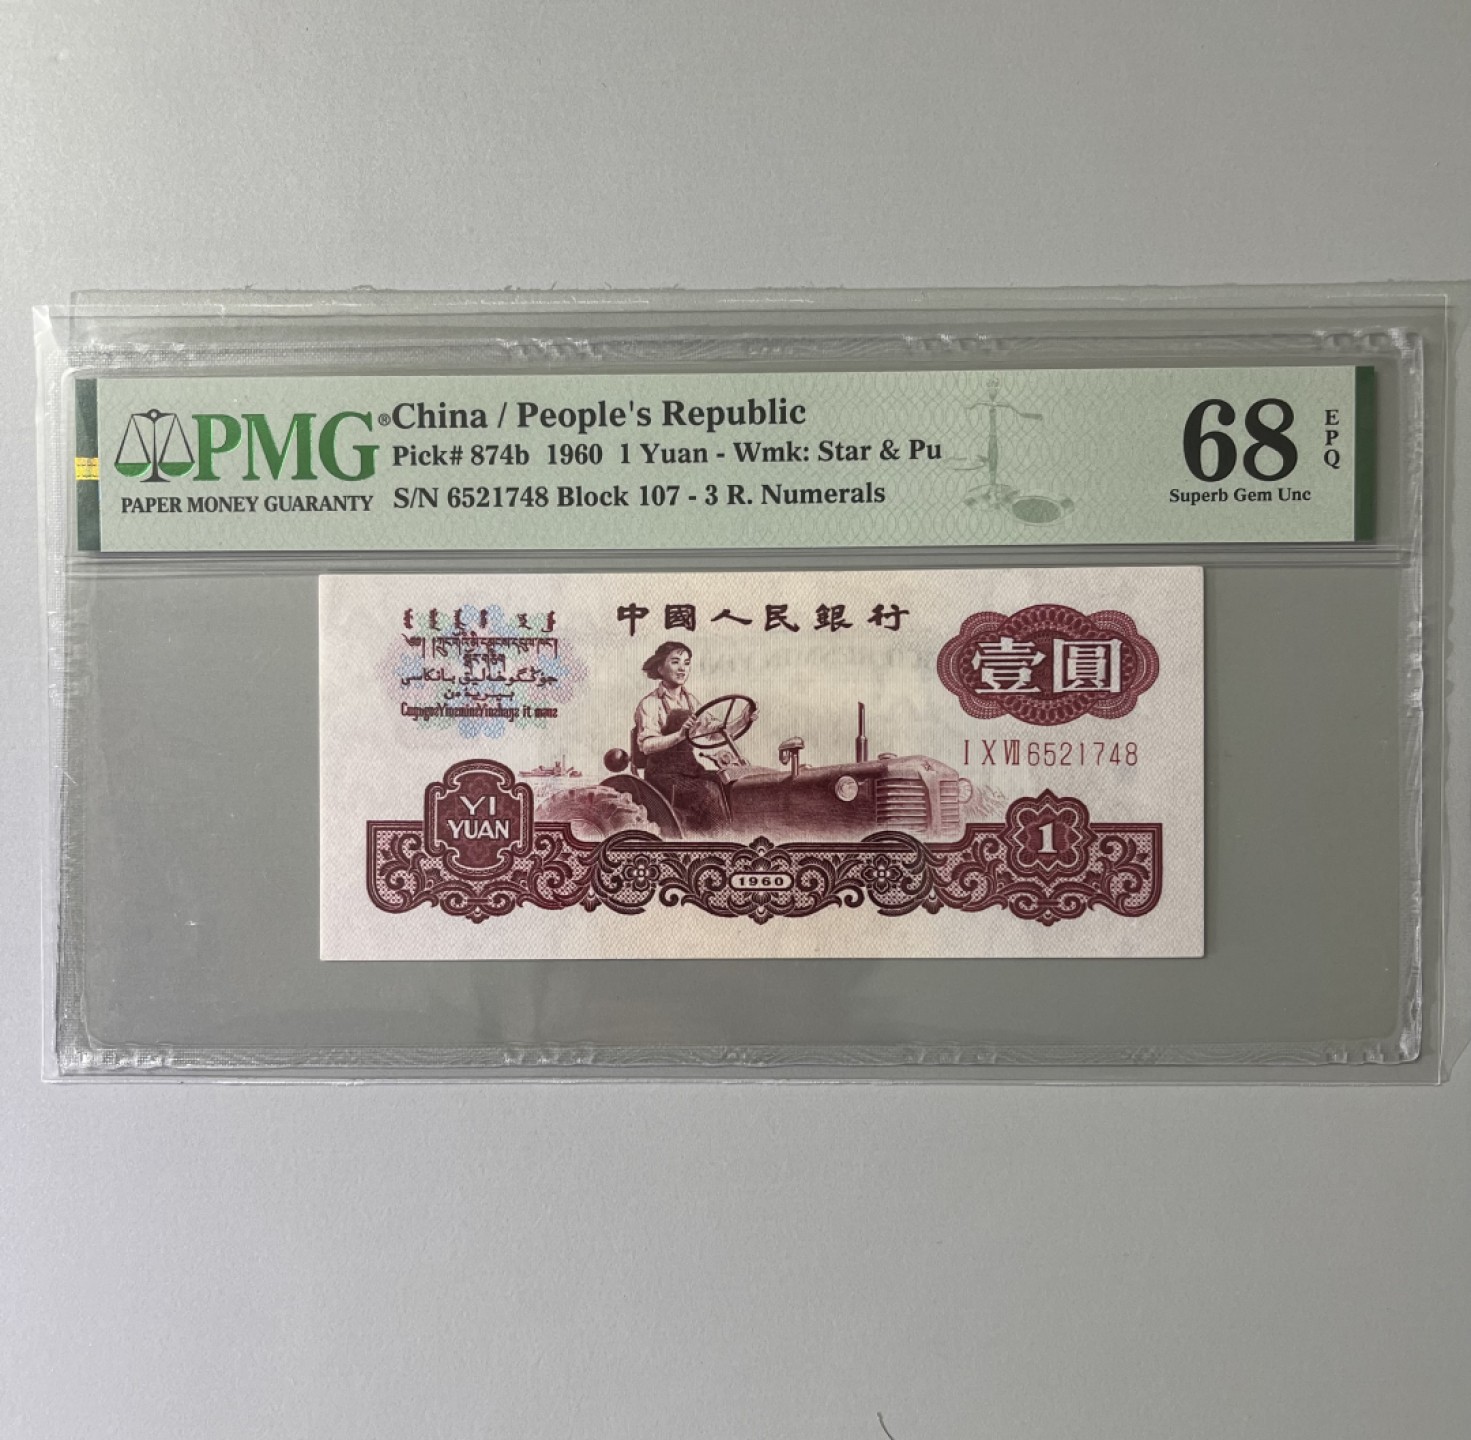 PMG®
PAPER MONEY GUARANTY
China / People's Republic
Pick# 874b 1960 1 Yuan - Wmk: Star & Pu
S/N 6521748 Block 107 - 3 R. Numerals
68
EPQ
Superb Gem Unc
中國人民銀行
壹圓
I X VII 6521748
YI
YUAN
1960
1